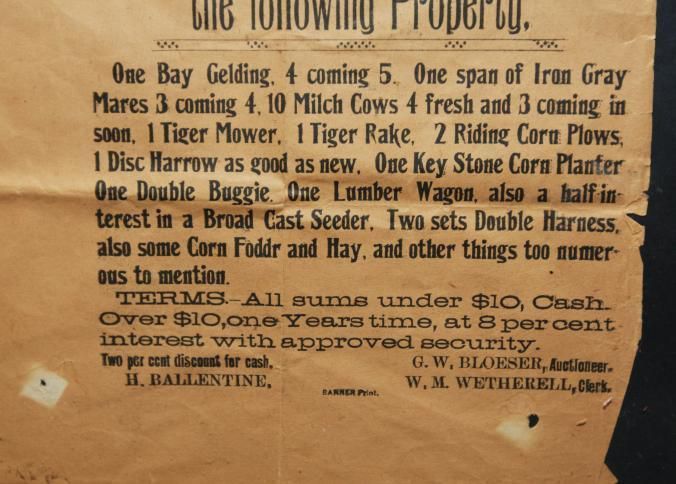 the following Property,
One Bay Gelding, 4 coming 5. One span of Iron Gray
Mares 3 coming 4, 10 Milch Cows 4 fresh and 3 coming in
soon, 1 Tiger Mower, 1 Tiger Rake, 2 Riding Corn Plows,
1 Disc Harrow as good as new, One Key Stone Corn Planter
One Double Buggie. One Lumber Wagon, also a half in-
terest in a Broad Cast Seeder, Two sets Double Harness,
also some Corn Foddr and Hay, and other things too numer-
ous to mention.
TERMS.–All sums under $10, Cash.
Over $10,one Years time, at 8 per cent
interest with approved security.
Two per cent discount for cash.
G. W. BLOESER, Auctioneer.
H. BALLENTINE,
W. M. WETHERELL, Clerk.
BANNER Print.